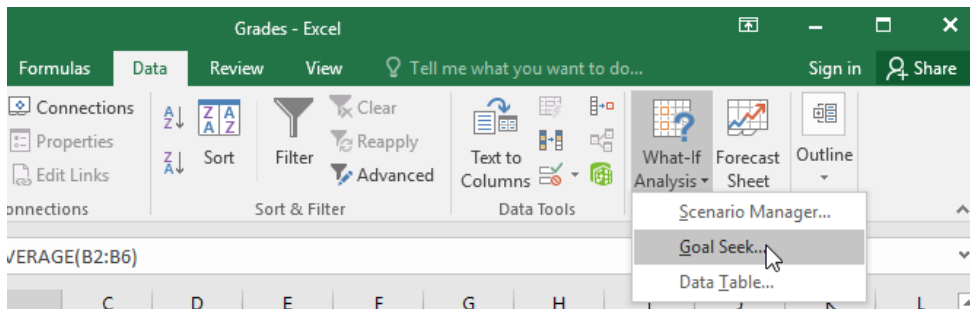 Grades - Excel
Formulas Data Review View Tell me what you want to do... Sign in Share
Connections
Properties
Edit Links
Sort
Filter
Clear
Reapply
Advanced
Text to
Columns
What-If
Analysis
Forecast
Sheet
Outline
Sort & Filter
Data Tools
Scenario Manager...
Goal Seek...
Data Table...
VERAGE(B2:B6)
C D E F G H L